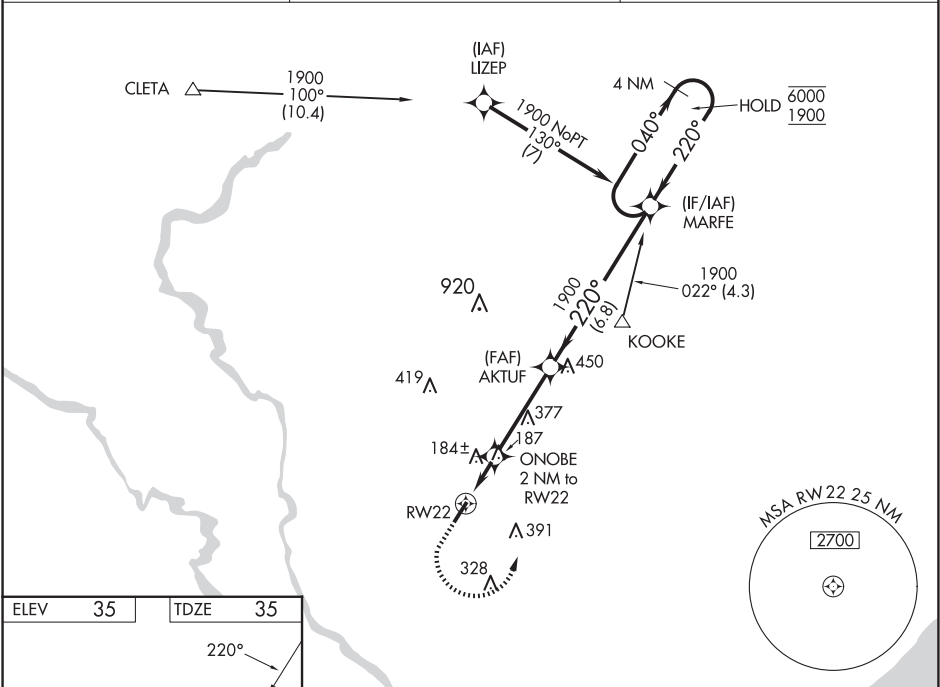 (IAF)
LIZEP
CLETA
1900
100°
(10.4)
4 NM
HOLD
6000
1900
1900 NoPT
130°
(7)
040°
220°
(IF/IAF)
MARFE
1900
022° (4.3)
1900
220°
(6.8)
KOOKE
920
(FAF)
AKTUF
450
419
377
187
184±
ONOBE
2 NM to
RW22
RW22
391
328
MSA RW22 25 NM
2700
ELEV 35
TDZE 35
220°